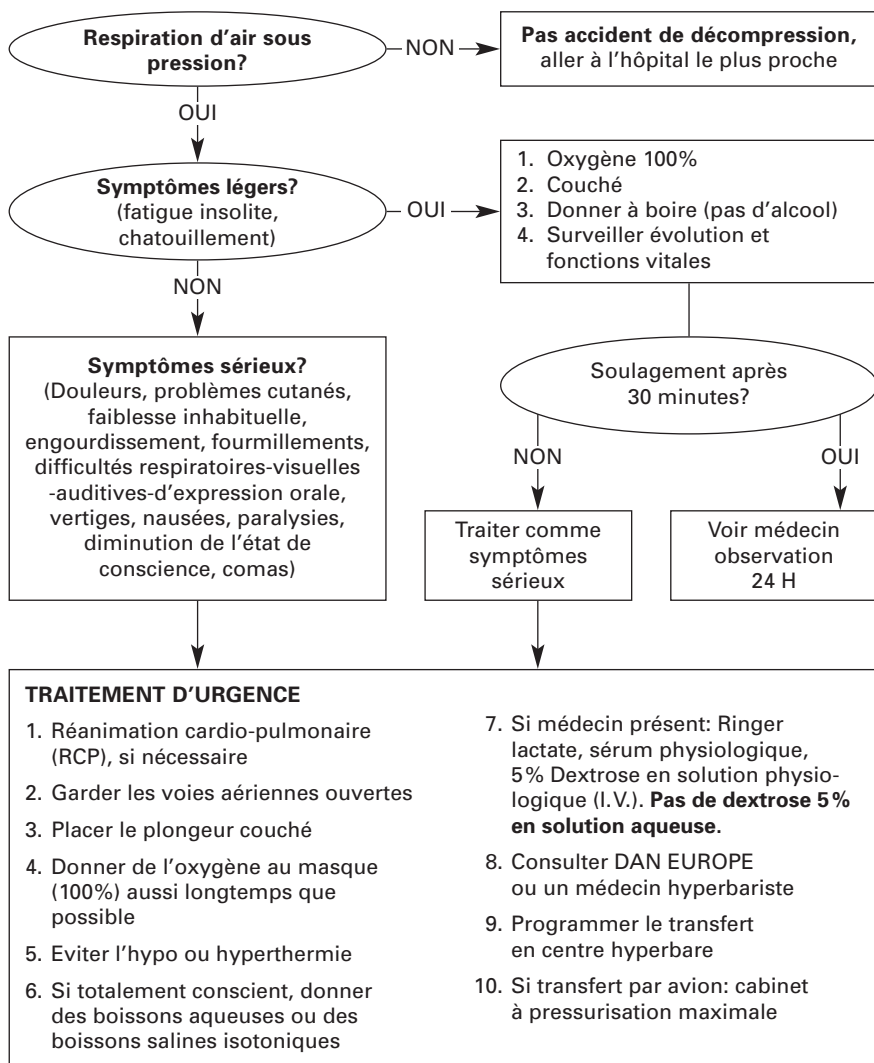 Respiration d'air sous
pression?
NON
Pas accident de décompression,
aller à l'hôpital le plus proche
OUI
Symptômes légers?
(fatigue insolite,
chatouillement)
OUI
1. Oxygène 100%
2. Couché
3. Donner à boire (pas d'alcool)
4. Surveiller évolution et
fonctions vitales
NON
Symptômes sérieux?
(Douleurs, problèmes cutanés,
faiblesse inhabituelle,
engourdissement, fourmillements,
difficultés respiratoires-visuelles
-auditives-d'expression orale,
vertiges, nausées, paralysies,
diminution de l'état de
conscience, comas)
Soulagement après
30 minutes?
NON
OUI
Traiter comme
symptômes
sérieux
Voir médecin
observation
24 H
TRAITEMENT D'URGENCE
1. Réanimation cardio-pulmonaire
(RCP), si nécessaire
2. Garder les voies aériennes ouvertes
3. Placer le plongeur couché
4. Donner de l'oxygène au masque
(100%) aussi longtemps que
possible
5. Eviter l'hypo ou hyperthermie
6. Si totalement conscient, donner
des boissons aqueuses ou des
boissons salines isotoniques
7. Si médecin présent: Ringer
lactate, sérum physiologique,
5% Dextrose en solution physio-
logique (I.V.). Pas de dextrose 5%
en solution aqueuse.
8. Consulter DAN EUROPE
ou un médecin hyperbariste
9. Programmer le transfert
en centre hyperbare
10. Si transfert par avion: cabinet
à pressurisation maximale